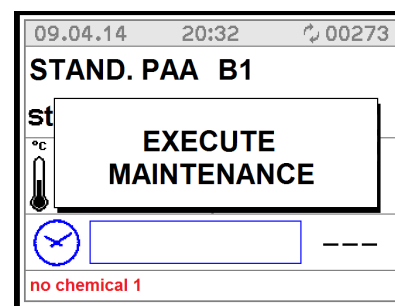 09.04.14 20:32 00273
STAND. PAA B1
st
EXECUTE
MAINTENANCE
°C
---
no chemical 1